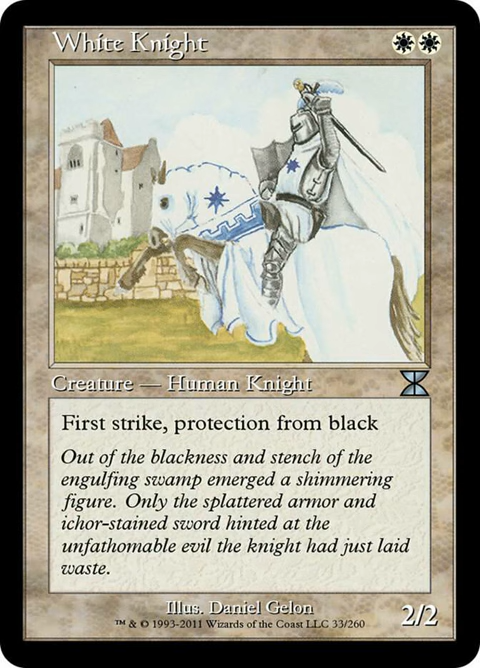 White Knight
Creature — Human Knight
First strike, protection from black
Out of the blackness and stench of the
engulfing swamp emerged a shimmering
figure. Only the splattered armor and
ichor-stained sword hinted at the
unfathomable evil the knight had just laid
waste.
Illus. Daniel Gelon
™ & © 1993-2011 Wizards of the Coast LLC 33/260
2/2